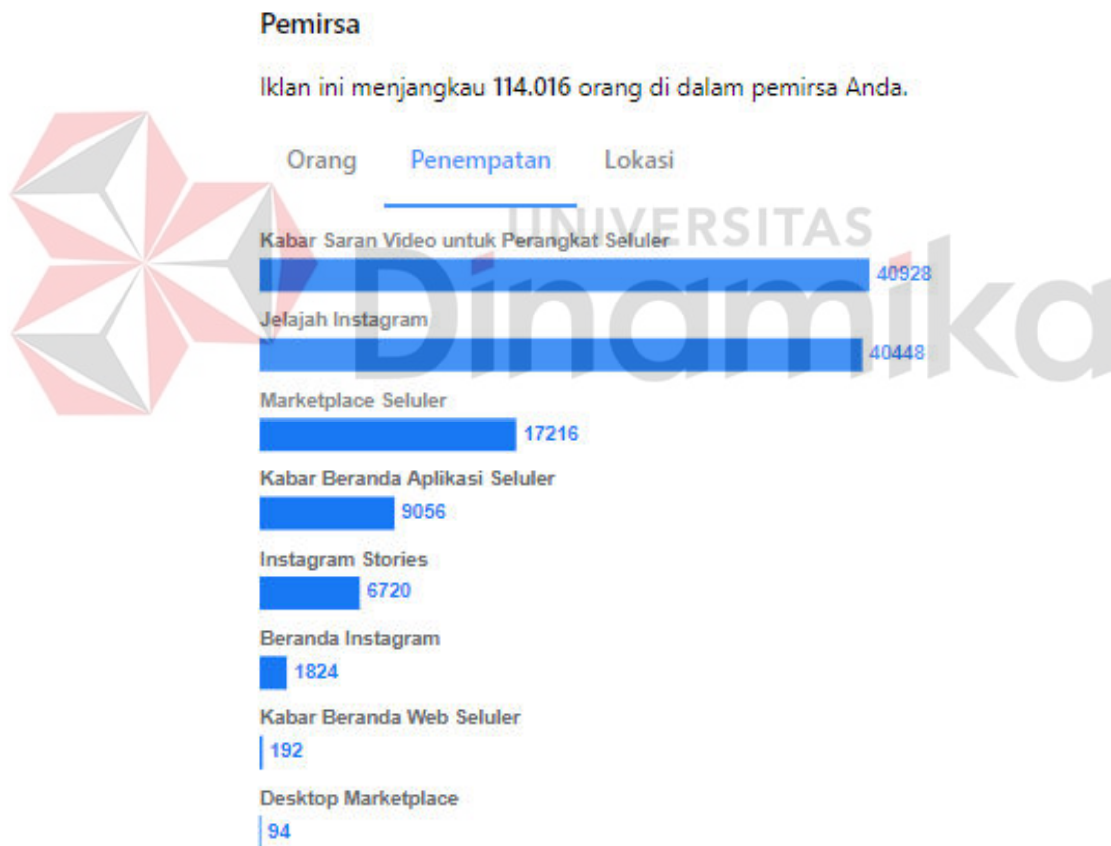 Pemirsa
Iklan ini menjangkau 114.016 orang di dalam pemirsa Anda.
Orang Penempatan Lokasi
UNIVERSITAS
Dinamika
Kabar Saran Video untuk Perangkat Seluler
40928
Jelajah Instagram
40448
Marketplace Seluler
17216
Kabar Beranda Aplikasi Seluler
9056
Instagram Stories
6720
Beranda Instagram
1824
Kabar Beranda Web Seluler
192
Desktop Marketplace
94